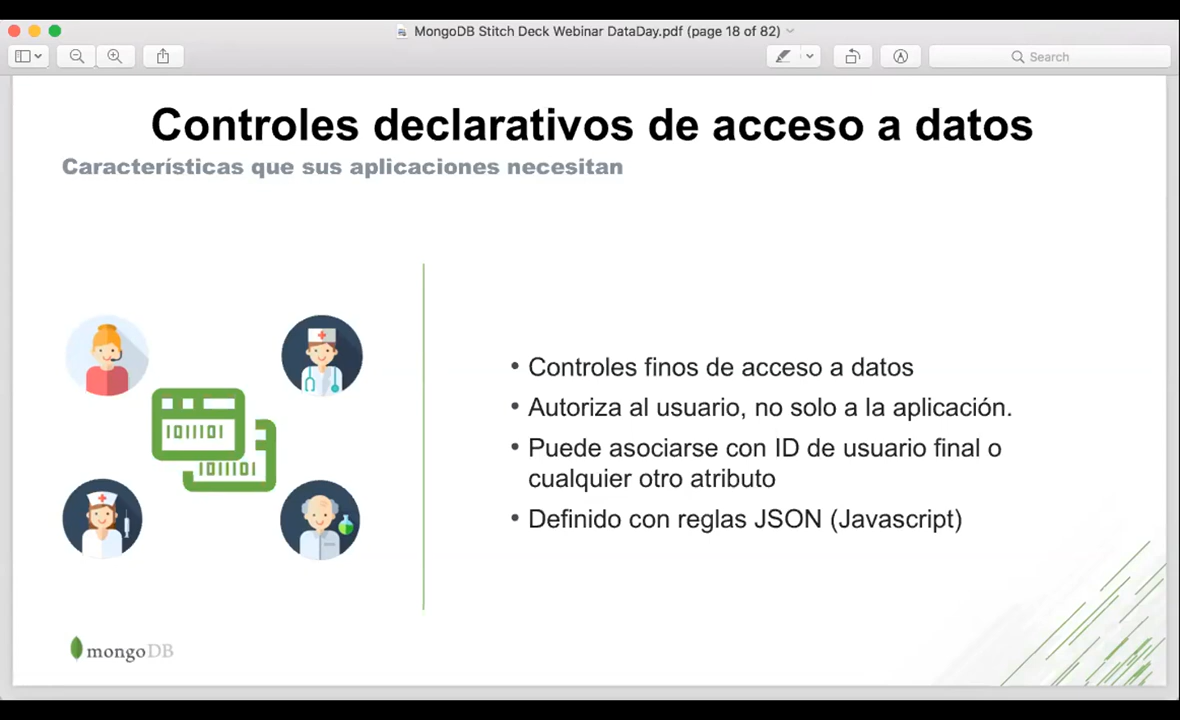 MongoDB Stitch Deck Webinar DataDay.pdf (page 18 of 82)
Search
Controles declarativos de acceso a datos
Características que sus aplicaciones necesitan
1011101
1011101
• Controles finos de acceso a datos
• Autoriza al usuario, no solo a la aplicación.
• Puede asociarse con ID de usuario final o
cualquier otro atributo
• Definido con reglas JSON (Javascript)
mongoDB